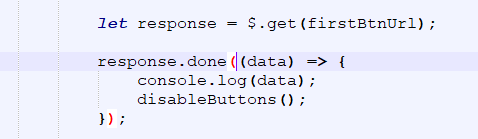 let response = $.get(firstBtnUrl);
response.done((data) => {
console.log(data);
disableButtons();
});